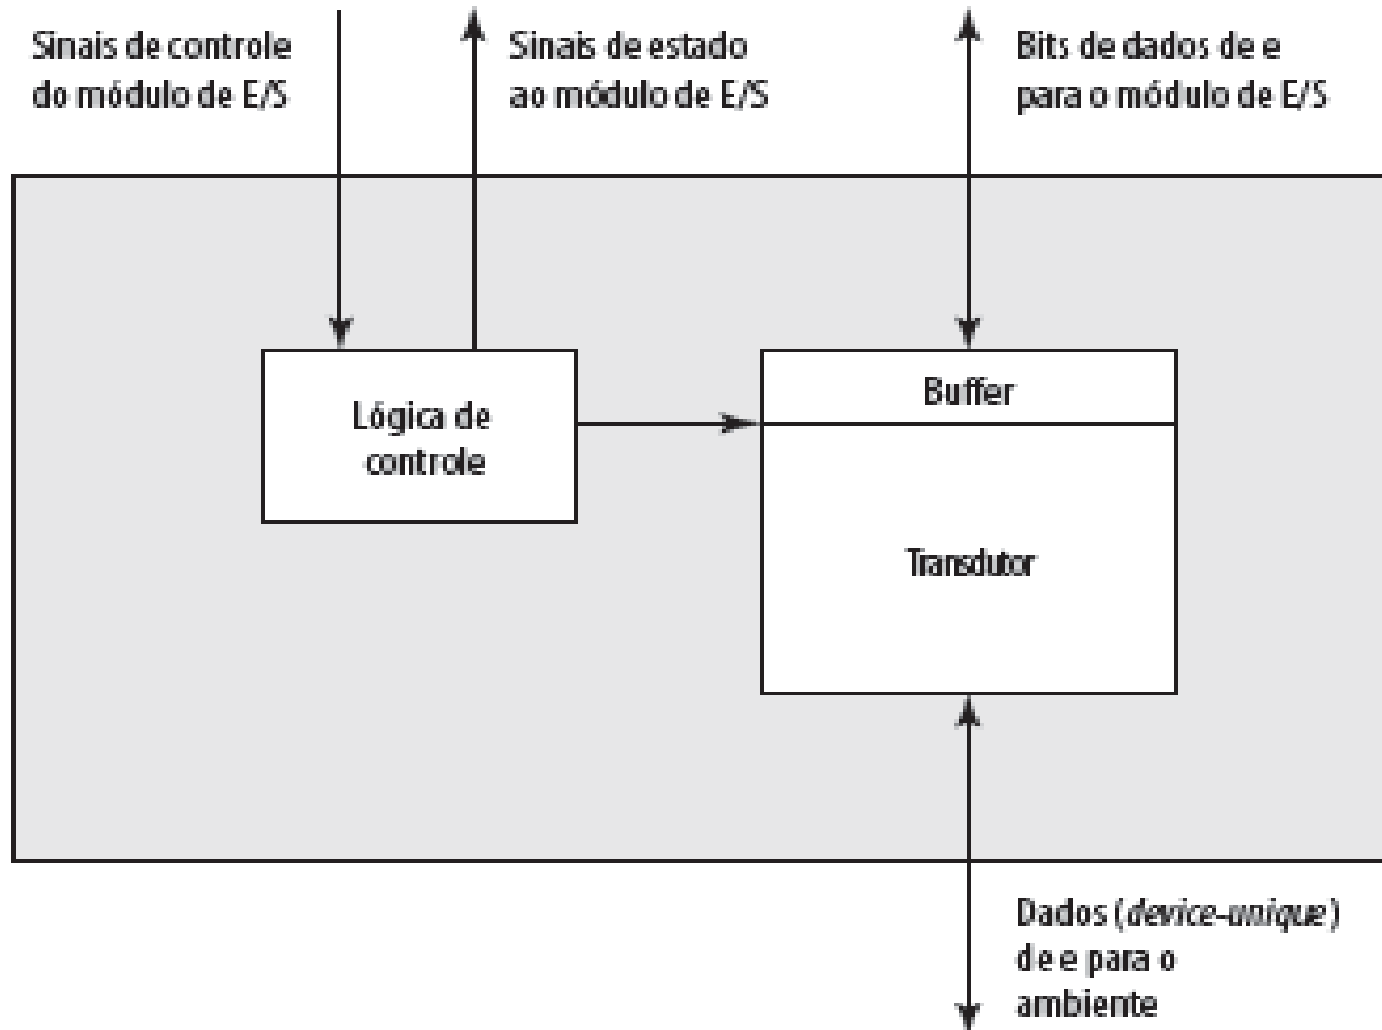 Sinais de controle
do módulo de E/S
Sinais de estado
ao módulo de E/S
Bits de dados de e
para o módulo de E/S
Lógica de
controle
Buffer
Transdutor
Dados (device-unique)
de e para o
ambiente